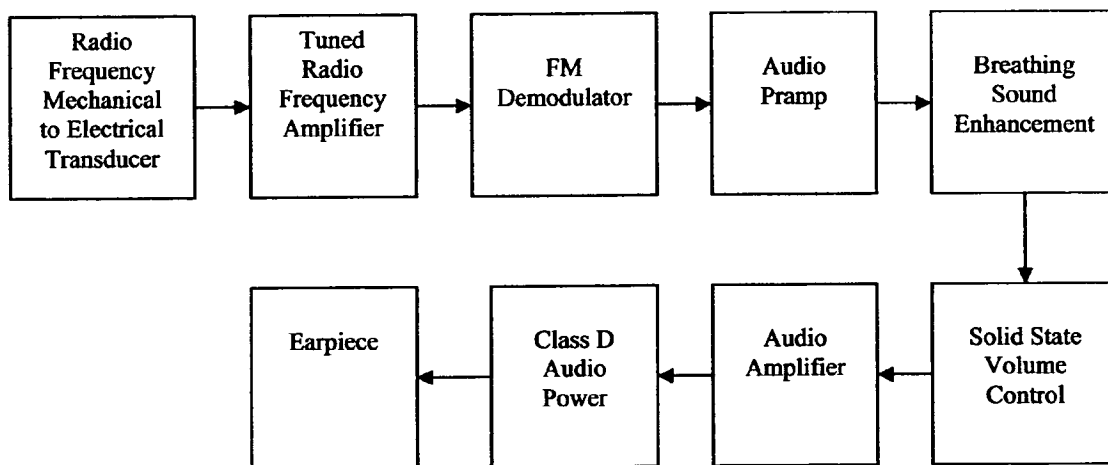 Radio
Frequency
Mechanical
to Electrical
Transducer
Tuned
Radio
Frequency
Amplifier
FM
Demodulator
Audio
Pramp
Breathing
Sound
Enhancement
Earpiece
Class D
Audio
Power
Audio
Amplifier
Solid State
Volume
Control